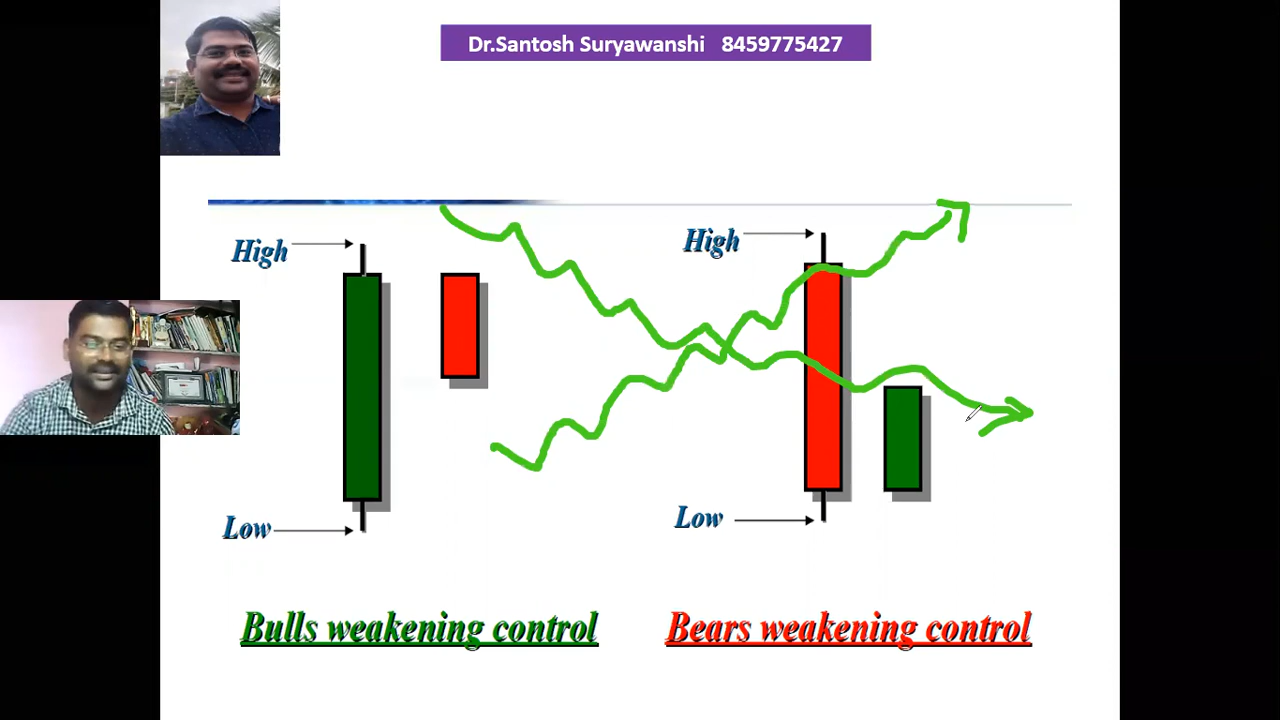 Dr.Santosh Suryawanshi 8459775427
High
High
Low
Low
Bulls weakening control
Bears weakening control